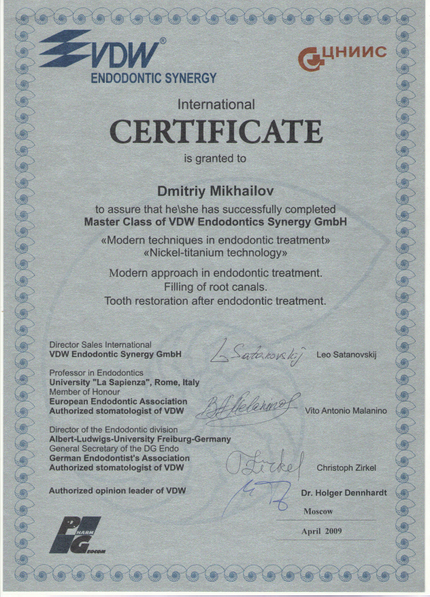 VDW®
ENDODONTIC SYNERGY
ЦНИИС
International
CERTIFICATE
is granted to
Dmitriy Mikhailov
to assure that he\she has successfully completed
Master Class of VDW Endodontics Synergy GmbH
«Modern techniques in endodontic treatment»
«Nickel-titanium technology»
Modern approach in endodontic treatment.
Filling of root canals.
Tooth restoration after endodontic treatment.
Director Sales International
VDW Endodontic Synergy GmbH
L Satanovskij
Leo Satanovskij
Professor in Endodontics
University "La Sapienza", Rome, Italy
Member of Honour
European Endodontic Association
Authorized stomatologist of VDW
Vito Antonio Malanino
Director of the Endodontic division
Albert-Ludwigs-University Freiburg-Germany
General Secretary of the DG Endo
German Endodontist's Association
Authorized stomatologist of VDW
Zirkel
Christoph Zirkel
Authorized opinion leader of VDW
Dr. Holger Dennhardt
Moscow
April 2009
PHARM
GROUP